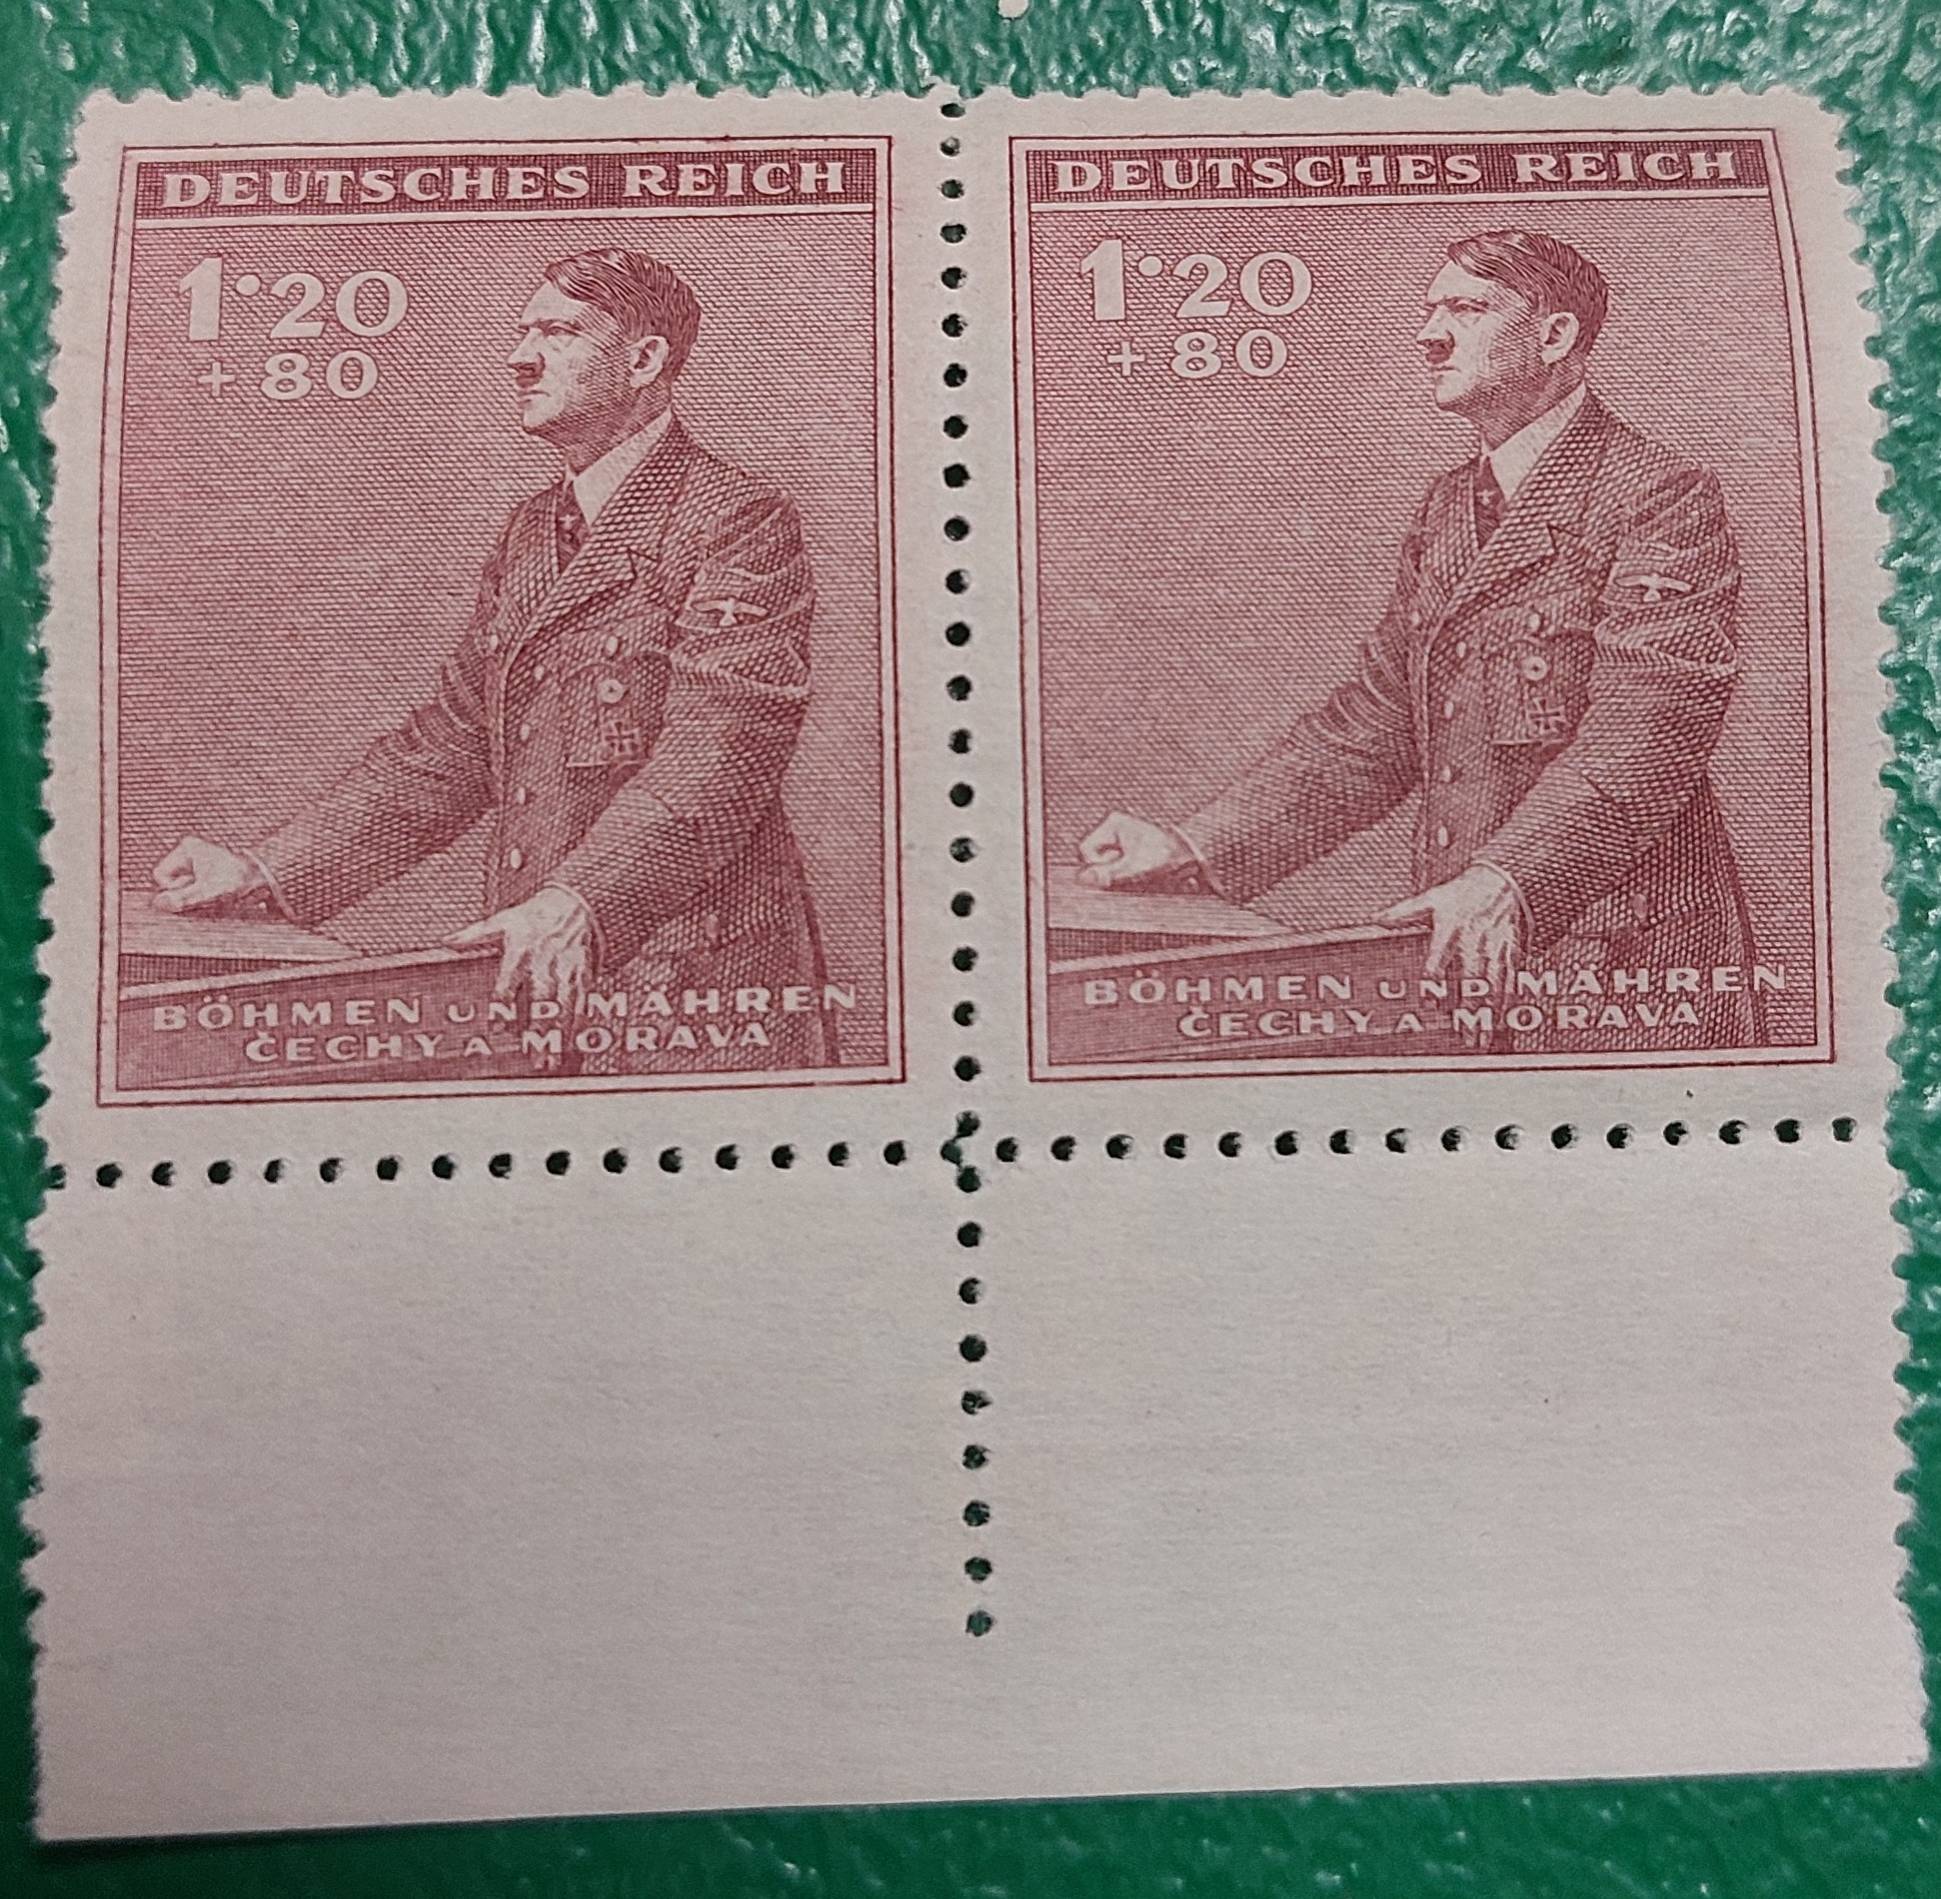 DEUTSCHES REICH
1·20
+80
BÖHMEN UND MÄHREN
ČECHY A MORAVA
DEUTSCHES REICH
1·20
+80
BÖHMEN UND MÄHREN
ČECHY A MORAVA